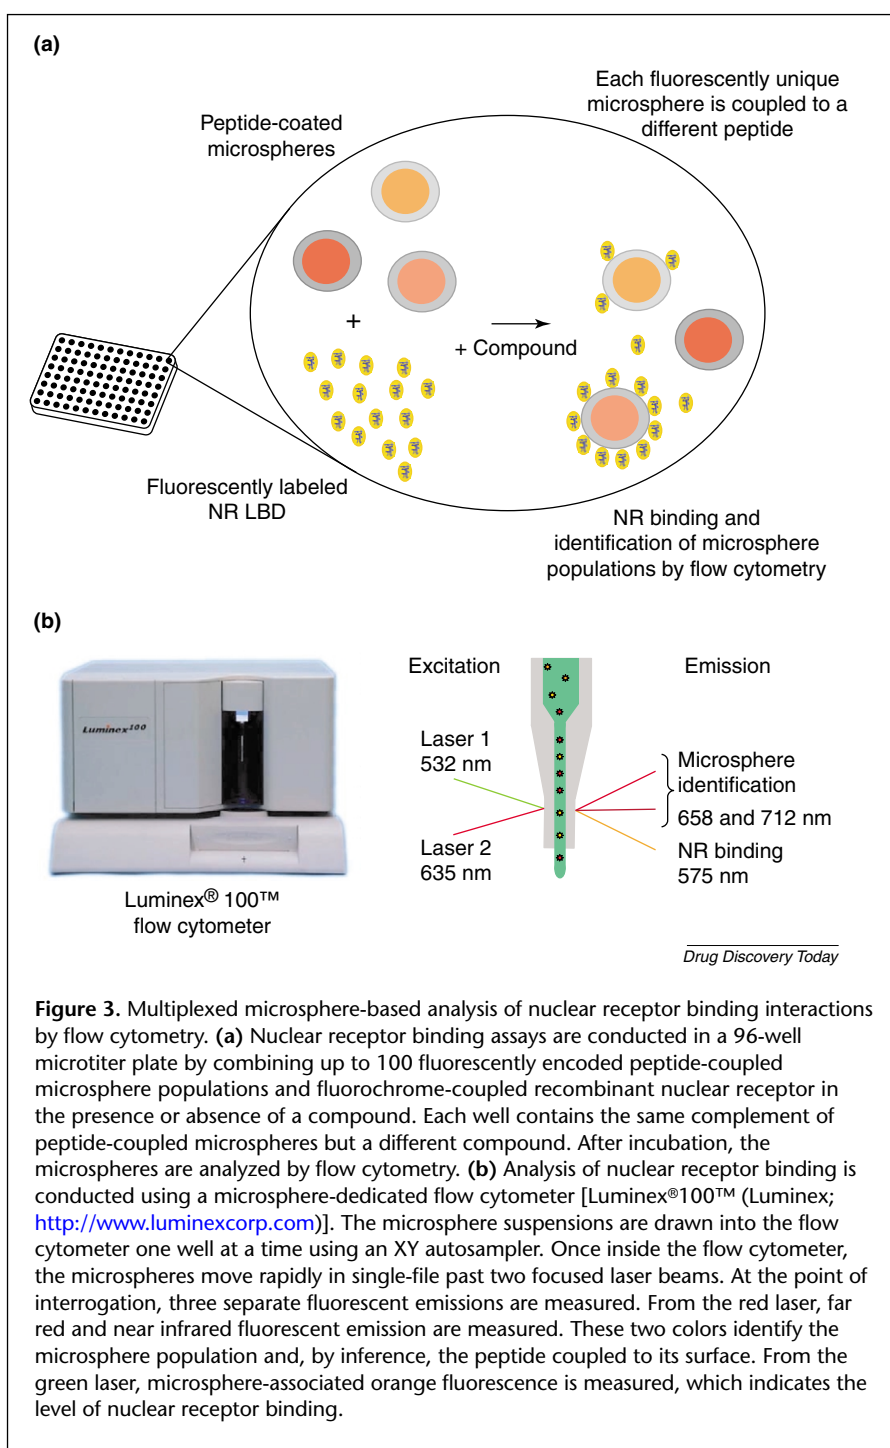 (a)
Each fluorescently unique
microsphere is coupled to a
different peptide
Peptide-coated
microspheres
+
+ Compound
Fluorescently labeled
NR LBD
NR binding and
identification of microsphere
populations by flow cytometry
(b)
Luminex100
Luminex® 100™
flow cytometer
Excitation
Emission
Laser 1
532 nm
Laser 2
635 nm
Microsphere
identification
658 and 712 nm
NR binding
575 nm
Drug Discovery Today
Figure 3. Multiplexed microsphere-based analysis of nuclear receptor binding interactions
by flow cytometry. (a) Nuclear receptor binding assays are conducted in a 96-well
microtiter plate by combining up to 100 fluorescently encoded peptide-coupled
microsphere populations and fluorochrome-coupled recombinant nuclear receptor in
the presence or absence of a compound. Each well contains the same complement of
peptide-coupled microspheres but a different compound. After incubation, the
microspheres are analyzed by flow cytometry. (b) Analysis of nuclear receptor binding is
conducted using a microsphere-dedicated flow cytometer [Luminex®100™ (Luminex;
http://www.luminexcorp.com)]. The microsphere suspensions are drawn into the flow
cytometer one well at a time using an XY autosampler. Once inside the flow cytometer,
the microspheres move rapidly in single-file past two focused laser beams. At the point of
interrogation, three separate fluorescent emissions are measured. From the red laser, far
red and near infrared fluorescent emission are measured. These two colors identify the
microsphere population and, by inference, the peptide coupled to its surface. From the
green laser, microsphere-associated orange fluorescence is measured, which indicates the
level of nuclear receptor binding.